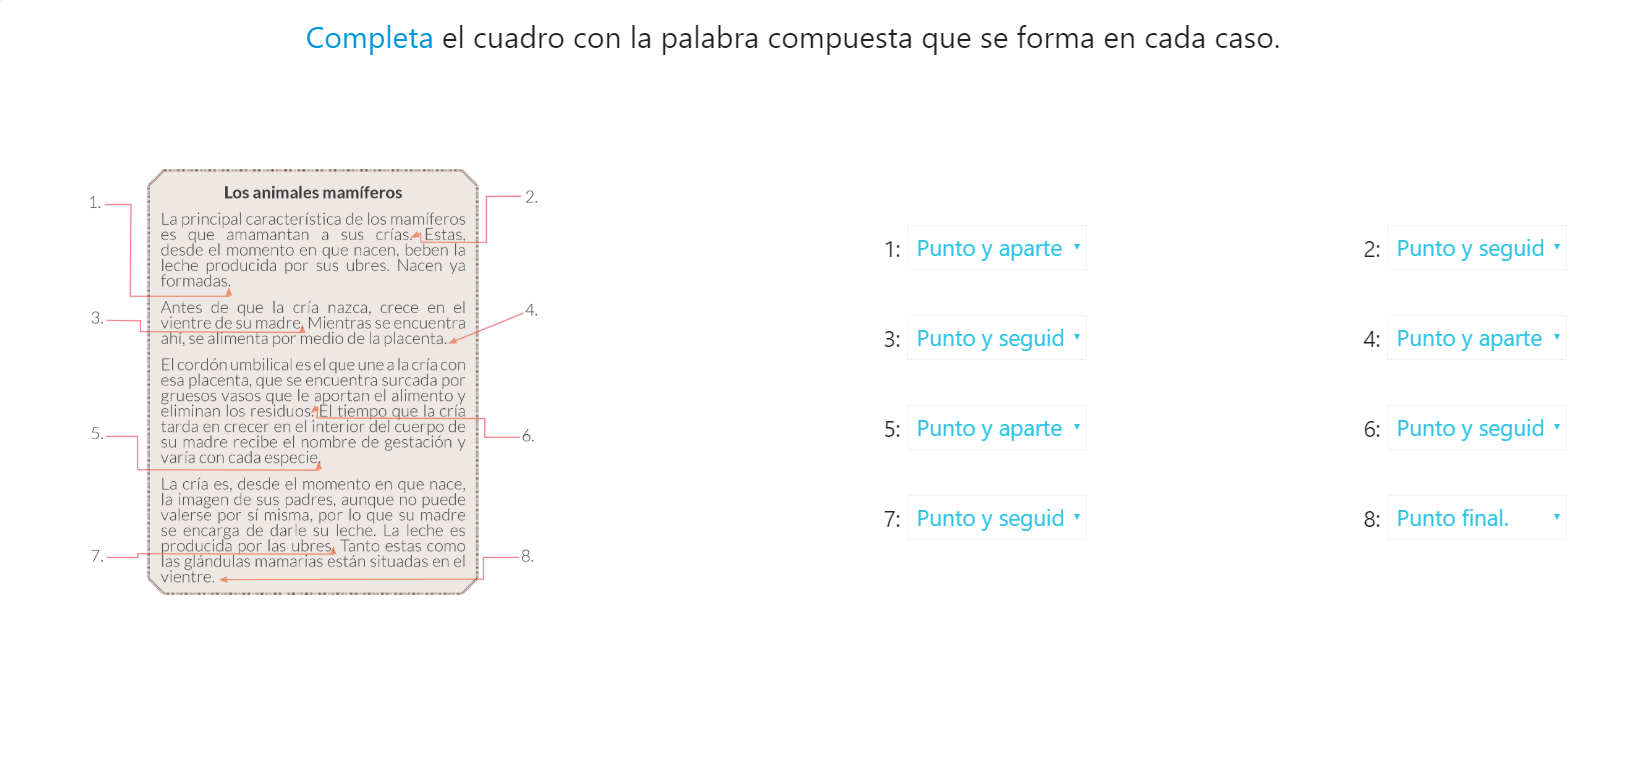 Completa el cuadro con la palabra compuesta que se forma en cada caso.
Los animales mamíferos
1.
2.
La principal característica de los mamíferos
es que amamantan a sus crías. Estas,
desde el momento en que nacen, beben la
leche producida por sus ubres. Nacen ya
formadas.
Antes de que la cría nazca, crece en el
3.
4.
vientre de su madre. Mientras se encuentra
ahí, se alimenta por medio de la placenta.
El cordón umbilical es el que une a la cría con
esa placenta, que se encuentra surcada por
gruesos vasos que le aportan el alimento y
eliminan los residuos. El tiempo que la cría
tarda en crecer en el interior del cuerpo de
5.
6.
su madre recibe el nombre de gestación y
varía con cada especie.
La cría es, desde el momento en que nace,
la imagen de sus padres, aunque no puede
valerse por sí misma, por lo que su madre
se encarga de darle su leche. La leche es
producida por las ubres. Tanto estas como
7.
8.
las glándulas mamarias están situadas en el
vientre.
1: Punto y aparte
2: Punto y seguid
3: Punto y seguid
4: Punto y aparte
5: Punto y aparte
6: Punto y seguid
7: Punto y seguid
8: Punto final.